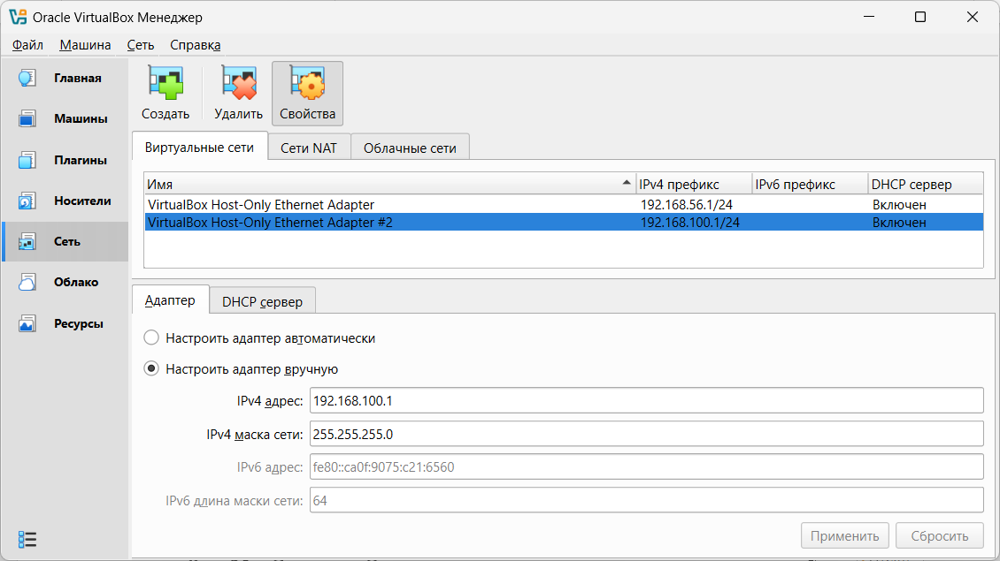 Oracle VirtualBox Менеджер
Файл Машина Сеть Справка
Главная
Машины
Плагины
Носители
Сеть
Облако
Ресурсы
Создать Удалить Свойства
Виртуальные сети Сети NAT Облачные сети
Имя IPv4 префикс IPv6 префикс DHCP сервер
VirtualBox Host-Only Ethernet Adapter 192.168.56.1/24 Включен
VirtualBox Host-Only Ethernet Adapter #2 192.168.100.1/24 Включен
Адаптер DHCP сервер
Настроить адаптер автоматически
Настроить адаптер вручную
IPv4 адрес: 192.168.100.1
IPv4 маска сети: 255.255.255.0
IPv6 адрес: fe80::ca0f:9075:c21:6560
IPv6 длина маски сети: 64
Применить Сбросить